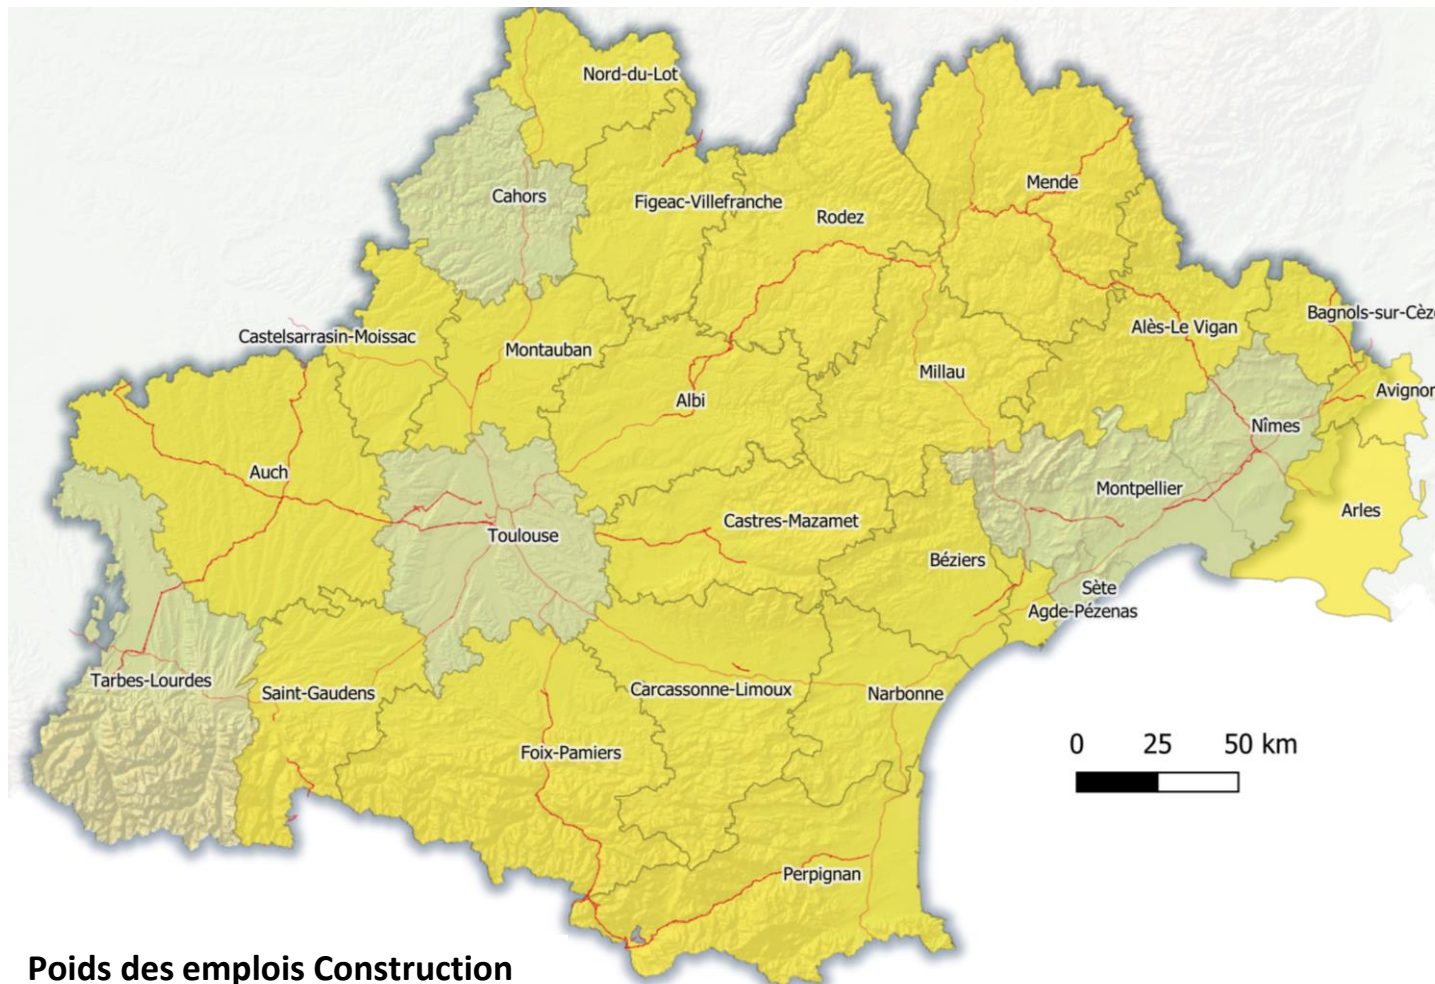 Nord-du-Lot
Cahors
Mende
Figeac-Villefranche
Rodez
Bagnols-sur-Cèz
Alès-Le Vigan
Castelsarrasin-Moissac
Montauban
Millau
Avignon
Albi
Nîmes
Auch
Montpellier
Arles
Castres-Mazamet
Toulouse
Béziers
Sète
Agde-Pézenas
Tarbes-Lourdes
Saint-Gaudens
Carcassonne-Limoux
Narbonne
Foix-Pamiers
0 25 50 km
Perpignan
Poids des emplois Construction